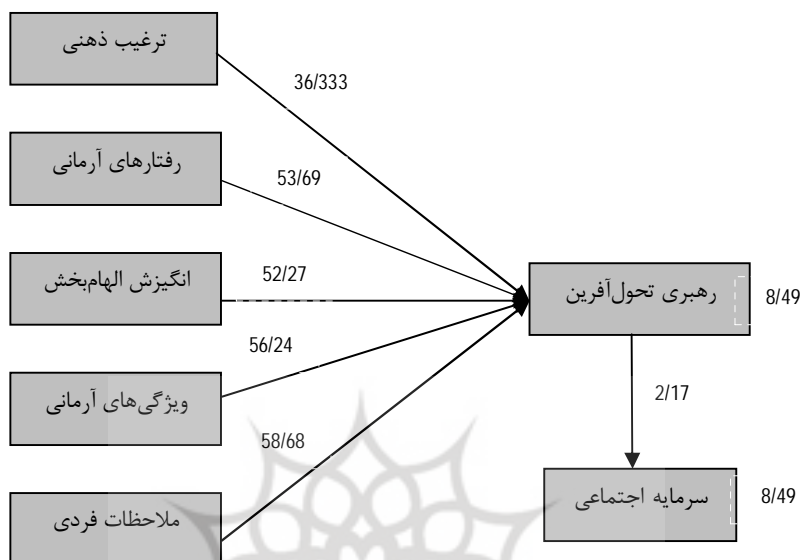 ترغیب ذهنی
36/333
رفتارهای آرمانی
53/69
انگیزش الهام‌بخش
52/27
رهبری تحول‌آفرین
8/49
56/24
ویژگی‌های آرمانی
2/17
58/68
سرمایه اجتماعی
8/49
ملاحظات فردی